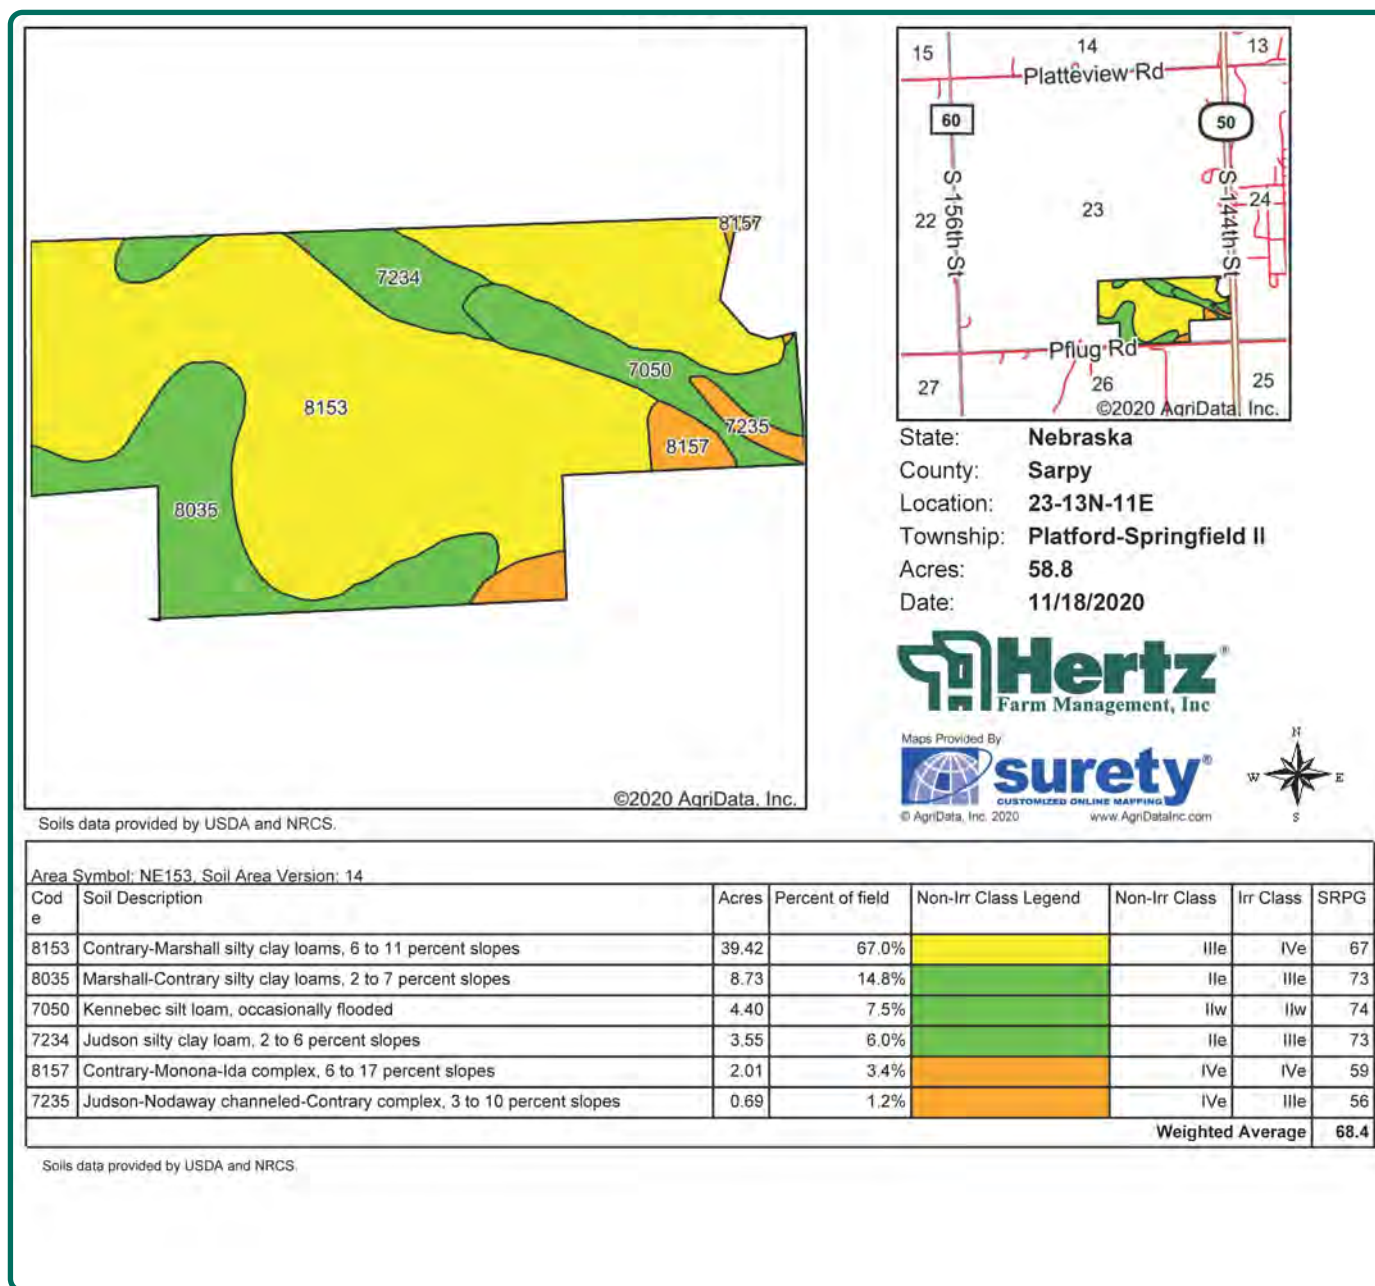 8157
7234
7050
8153
7235
8157
8035
©2020 AgriData, Inc.
Soils data provided by USDA and NRCS.
15
14
13
Platteview Rd
60
50
S 156th St
S 144th St
22
23
24
Pflug Rd
27
26
25
©2020 AgriData, Inc.
State: Nebraska
County: Sarpy
Location: 23-13N-11E
Township: Platford-Springfield II
Acres: 58.8
Date: 11/18/2020
Hertz®
Farm Management, Inc
Maps Provided By
surety®
CUSTOMIZED ONLINE MAPPING
© AgriData, Inc. 2020 www.AgriDataInc.com
N
W E
S
Area Symbol: NE153, Soil Area Version: 14
Code Soil Description Acres Percent of field Non-Irr Class Legend Non-Irr Class Irr Class SRPG
8153 Contrary-Marshall silty clay loams, 6 to 11 percent slopes 39.42 67.0% IIIe IVe 67
8035 Marshall-Contrary silty clay loams, 2 to 7 percent slopes 8.73 14.8% IIe IIIe 73
7050 Kennebec silt loam, occasionally flooded 4.40 7.5% IIw IIw 74
7234 Judson silty clay loam, 2 to 6 percent slopes 3.55 6.0% IIe IIIe 73
8157 Contrary-Monona-Ida complex, 6 to 17 percent slopes 2.01 3.4% IVe IVe 59
7235 Judson-Nodaway channeled-Contrary complex, 3 to 10 percent slopes 0.69 1.2% IVe IIIe 56
Weighted Average 68.4
Soils data provided by USDA and NRCS.